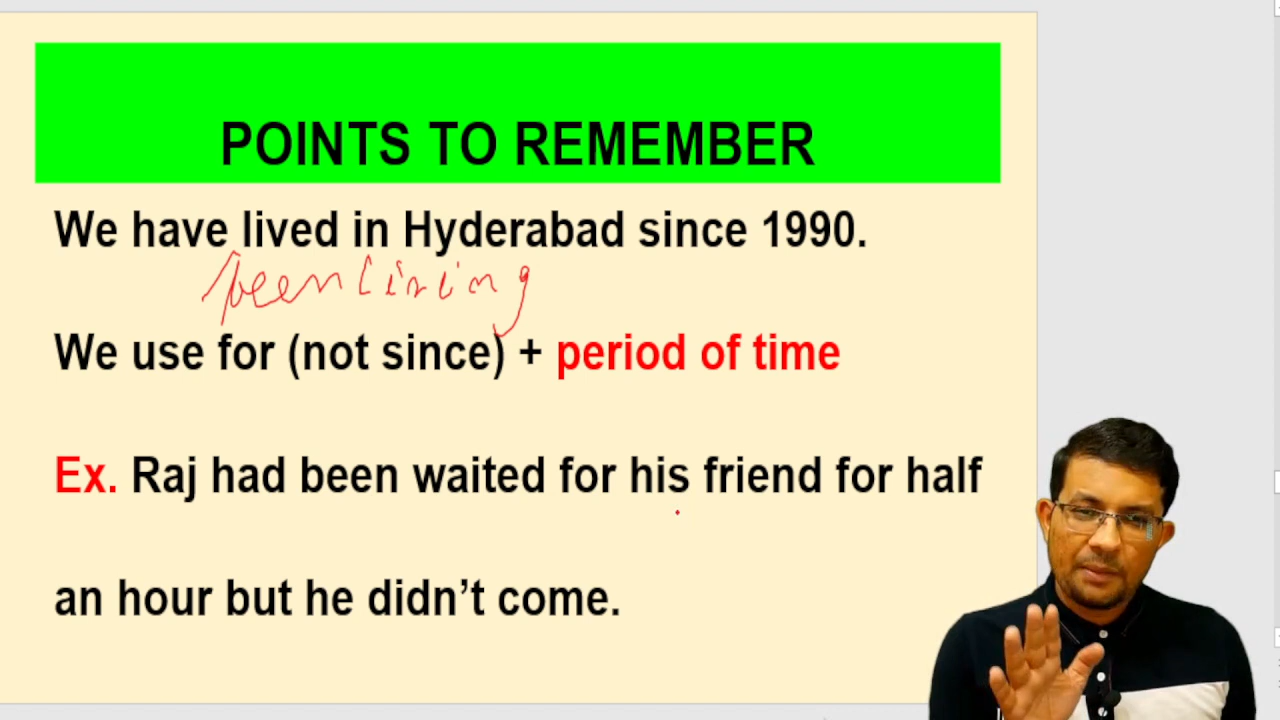 POINTS TO REMEMBER
We have lived in Hyderabad since 1990.
been living
We use for (not since) + period of time
Ex. Raj had been waited for his friend for half
an hour but he didn't come.